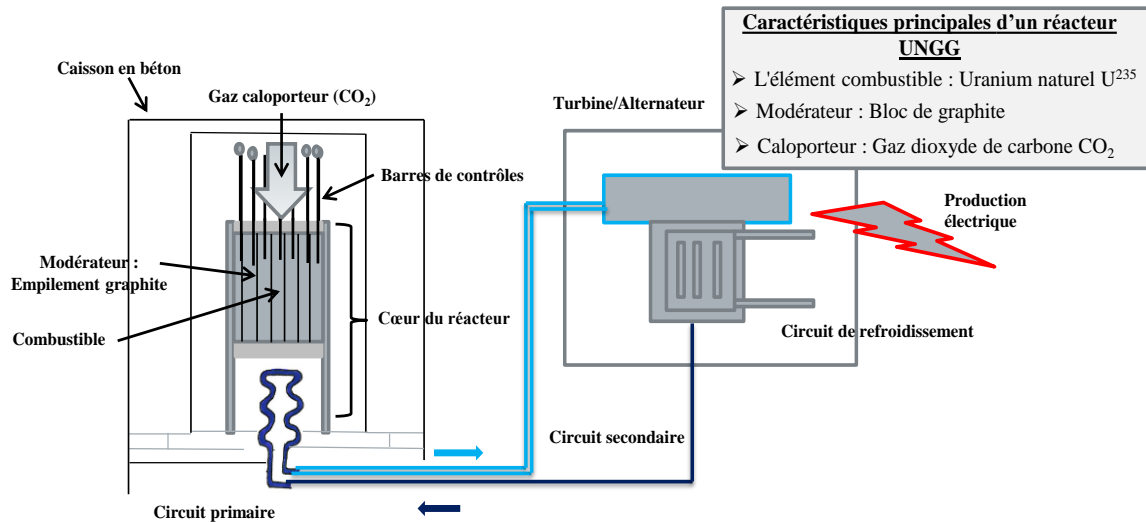 Caractéristiques principales d'un réacteur
UNGG
➢ L'élément combustible : Uranium naturel U²³⁵
➢ Modérateur : Bloc de graphite
➢ Caloporteur : Gaz dioxyde de carbone CO₂
Caisson en béton
Gaz caloporteur (CO₂)
Turbine/Alternateur
Barres de contrôles
Production
électrique
Modérateur :
Empilement graphite
Combustible
Cœur du réacteur
Circuit de refroidissement
Circuit secondaire
Circuit primaire